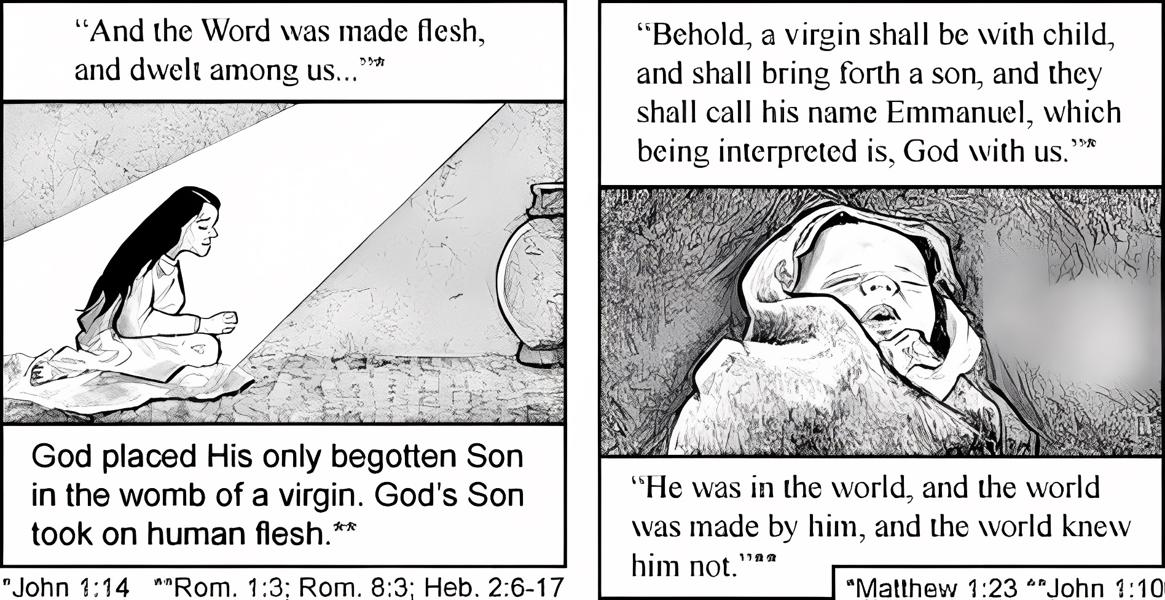 “And the Word was made flesh,
and dwelt among us...”*
God placed His only begotten Son
in the womb of a virgin. God's Son
took on human flesh.**
*John 1:14 **Rom. 1:3; Rom. 8:3; Heb. 2:6-17
“Behold, a virgin shall be with child,
and shall bring forth a son, and they
shall call his name Emmanuel, which
being interpreted is, God with us.”*
“He was in the world, and the world
was made by him, and the world knew
him not.”**
*Matthew 1:23 **John 1:10